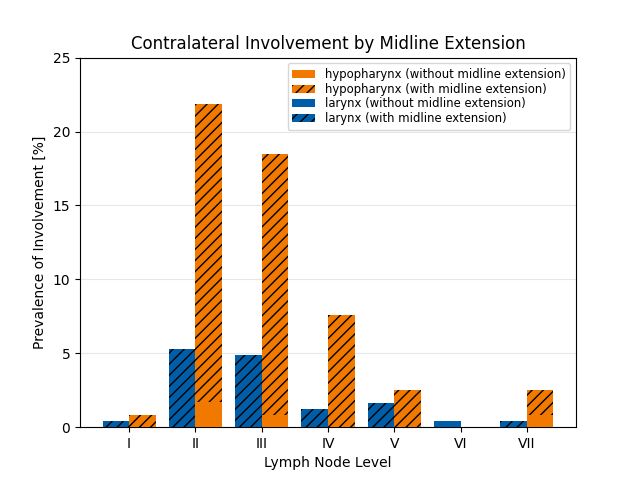 Contralateral Involvement by Midline Extension
hypopharynx (without midline extension)
hypopharynx (with midline extension)
larynx (without midline extension)
larynx (with midline extension)
Prevalence of Involvement [%]
25
20
15
10
5
0
I II III IV V VI VII
Lymph Node Level